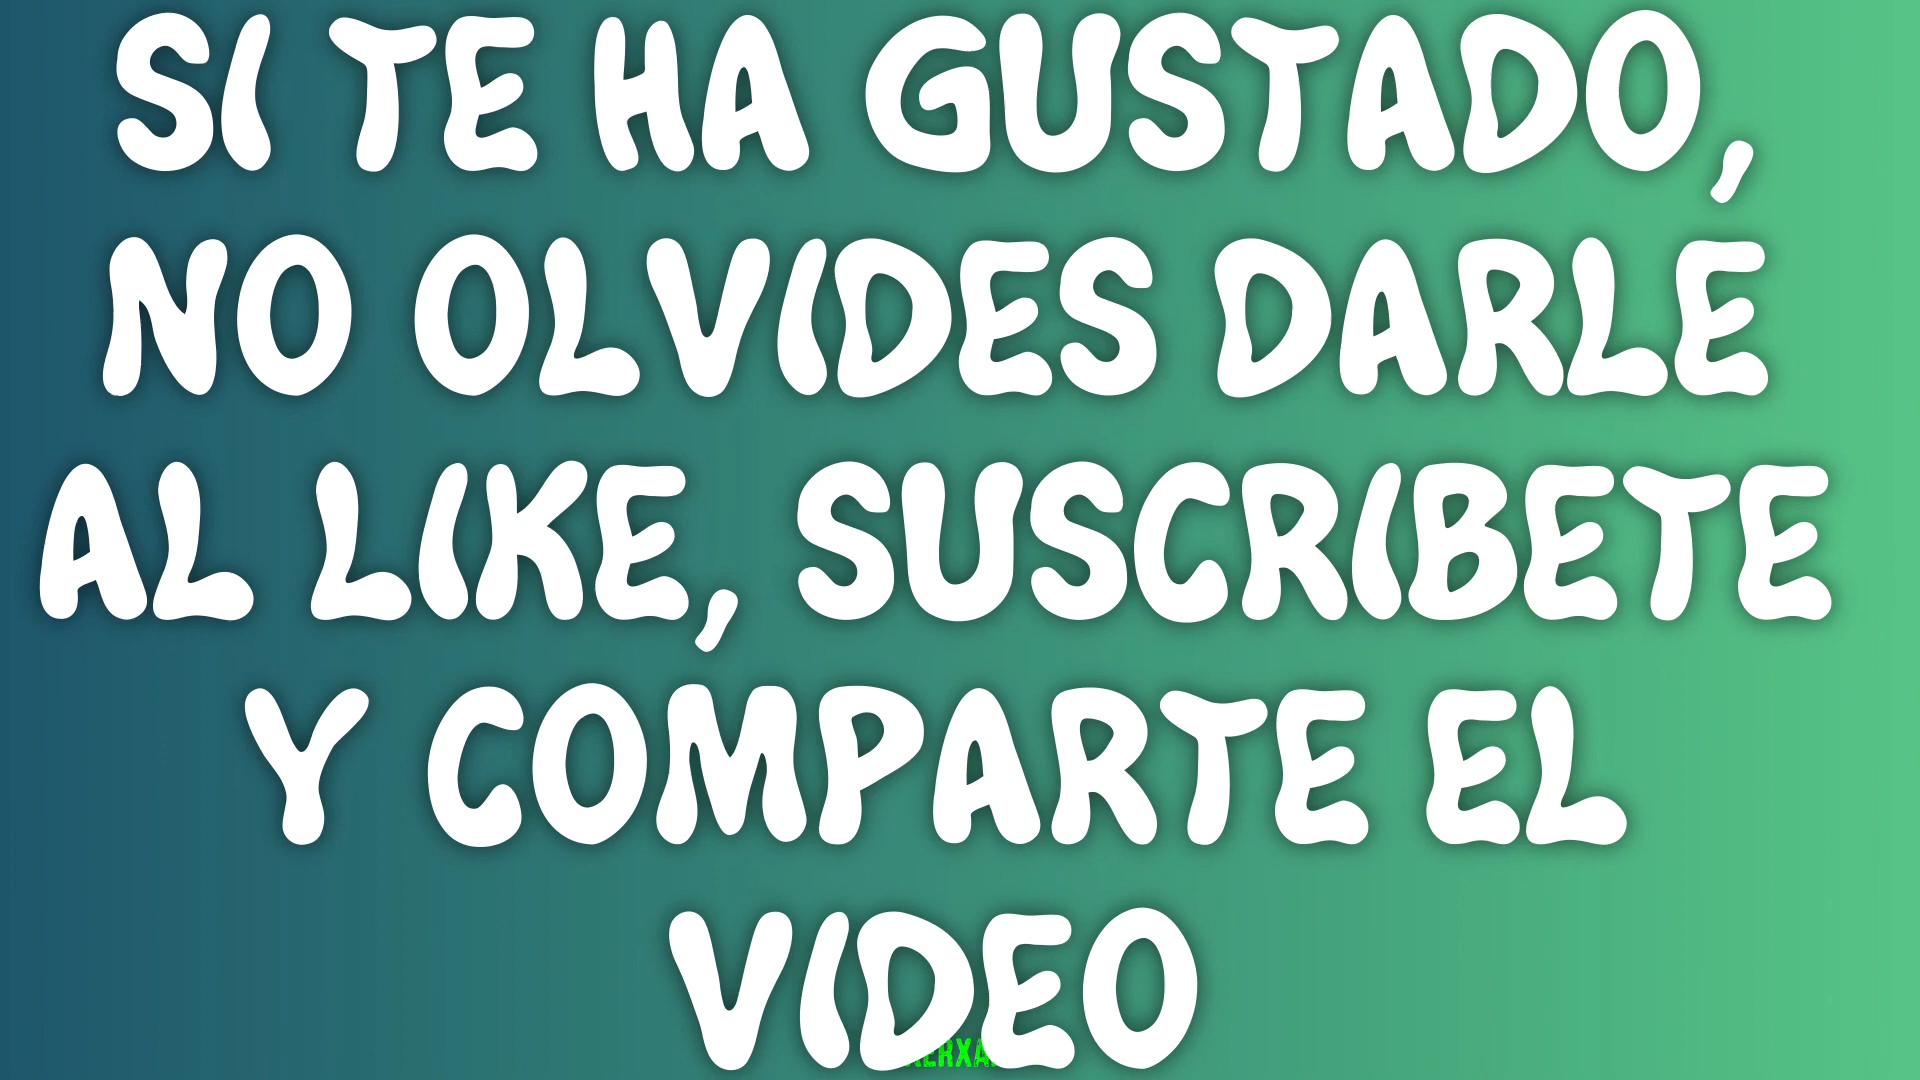 SI TE HA GUSTADO,
NO OLVIDES DARLE
AL LIKE, SUSCRIBETE
Y COMPARTE EL
VIDEO